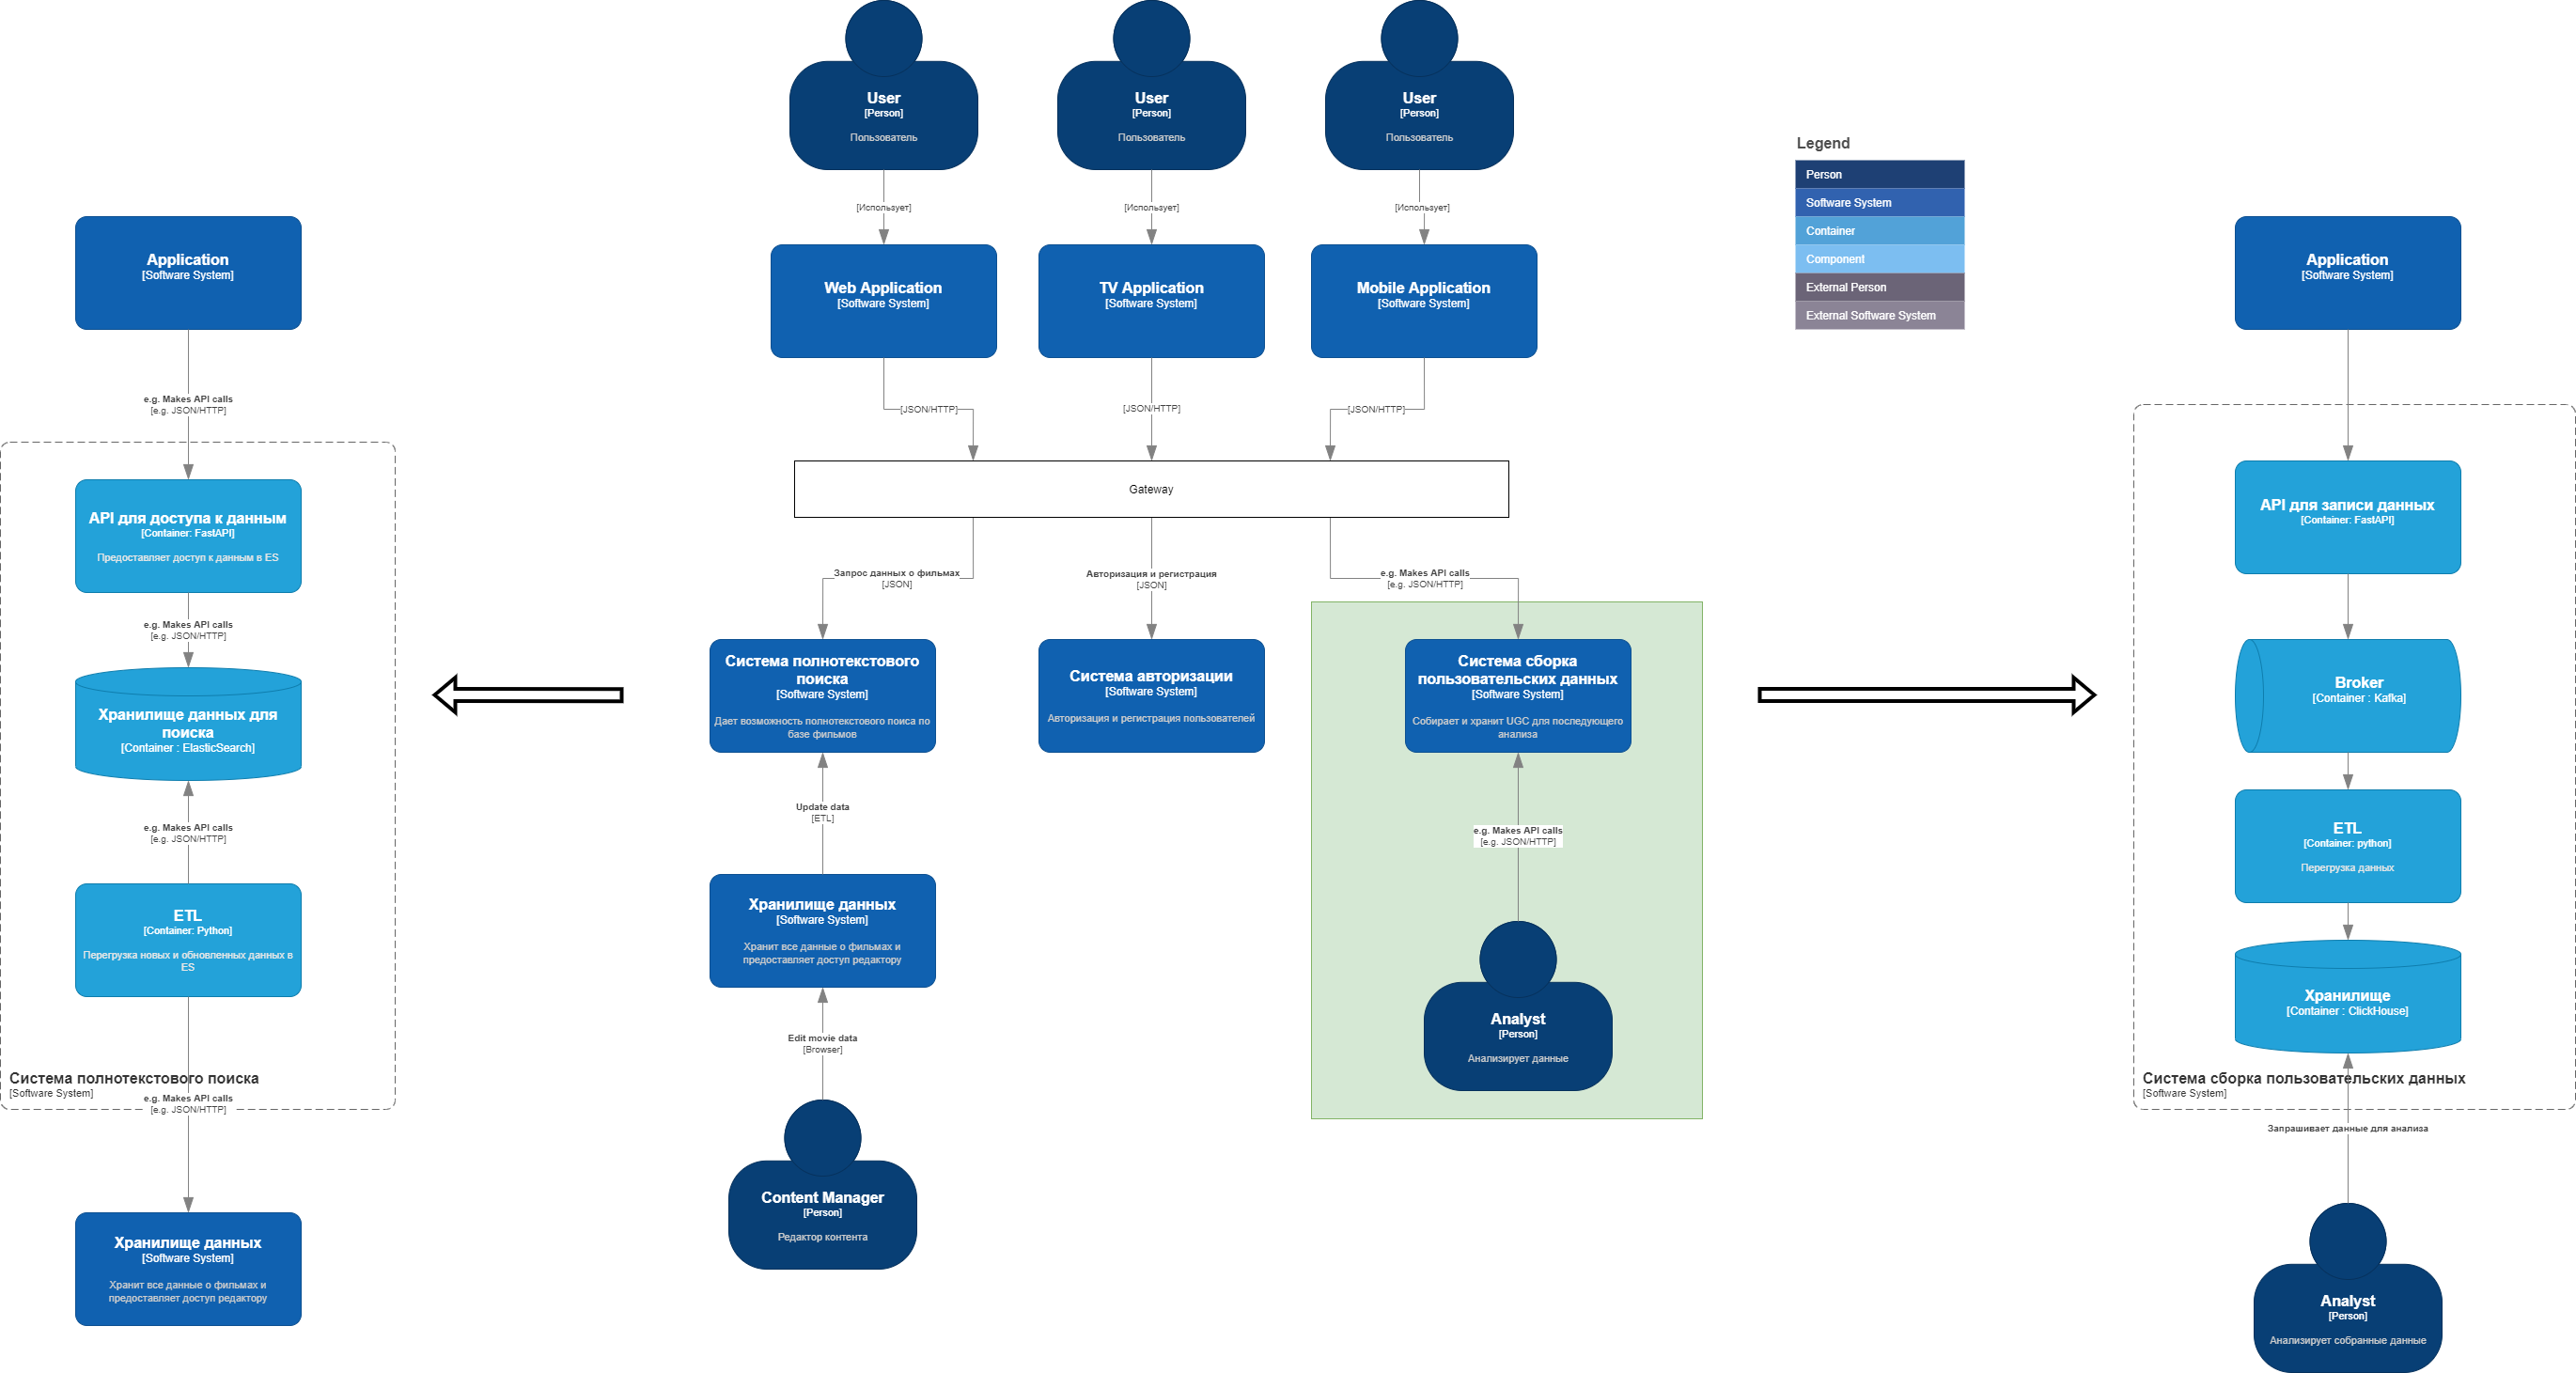 User
[Person]
Пользователь
User
[Person]
Пользователь
User
[Person]
Пользователь
[Использует]
[Использует]
[Использует]
Web Application
[Software System]
TV Application
[Software System]
Mobile Application
[Software System]
[JSON/HTTP]
[JSON/HTTP]
[JSON/HTTP]
Gateway
Запрос данных о фильмах
[JSON]
Авторизация и регистрация
[JSON]
e.g. Makes API calls
[e.g. JSON/HTTP]
Система полнотекстового
поиска
[Software System]
Дает возможность полнотекстового поиса по
базе фильмов
Система авторизации
[Software System]
Авторизация и регистрация пользователей
Система сборка
пользовательских данных
[Software System]
Собирает и хранит UGC для последующего
анализа
Update data
[ETL]
e.g. Makes API calls
[e.g. JSON/HTTP]
Хранилище данных
[Software System]
Хранит все данные о фильмах и
предоставляет доступ редактору
Edit movie data
[Browser]
Analyst
[Person]
Анализирует данные
Content Manager
[Person]
Редактор контента
Legend
Person
Software System
Container
Component
External Person
External Software System
Application
[Software System]
e.g. Makes API calls
[e.g. JSON/HTTP]
API для доступа к данным
[Container: FastAPI]
Предоставляет доступ к данным в ES
e.g. Makes API calls
[e.g. JSON/HTTP]
Хранилище данных для
поиска
[Container : ElasticSearch]
e.g. Makes API calls
[e.g. JSON/HTTP]
ETL
[Container: Python]
Перегрузка новых и обновленных данных в
ES
Система полнотекстового поиска
[Software System]
e.g. Makes API calls
[e.g. JSON/HTTP]
Хранилище данных
[Software System]
Хранит все данные о фильмах и
предоставляет доступ редактору
Application
[Software System]
API для записи данных
[Container: FastAPI]
Broker
[Container : Kafka]
ETL
[Container: python]
Перегрузка данных
Хранилище
[Container : ClickHouse]
Система сборка пользовательских данных
[Software System]
Запрашивает данные для анализа
Analyst
[Person]
Анализирует собранные данные